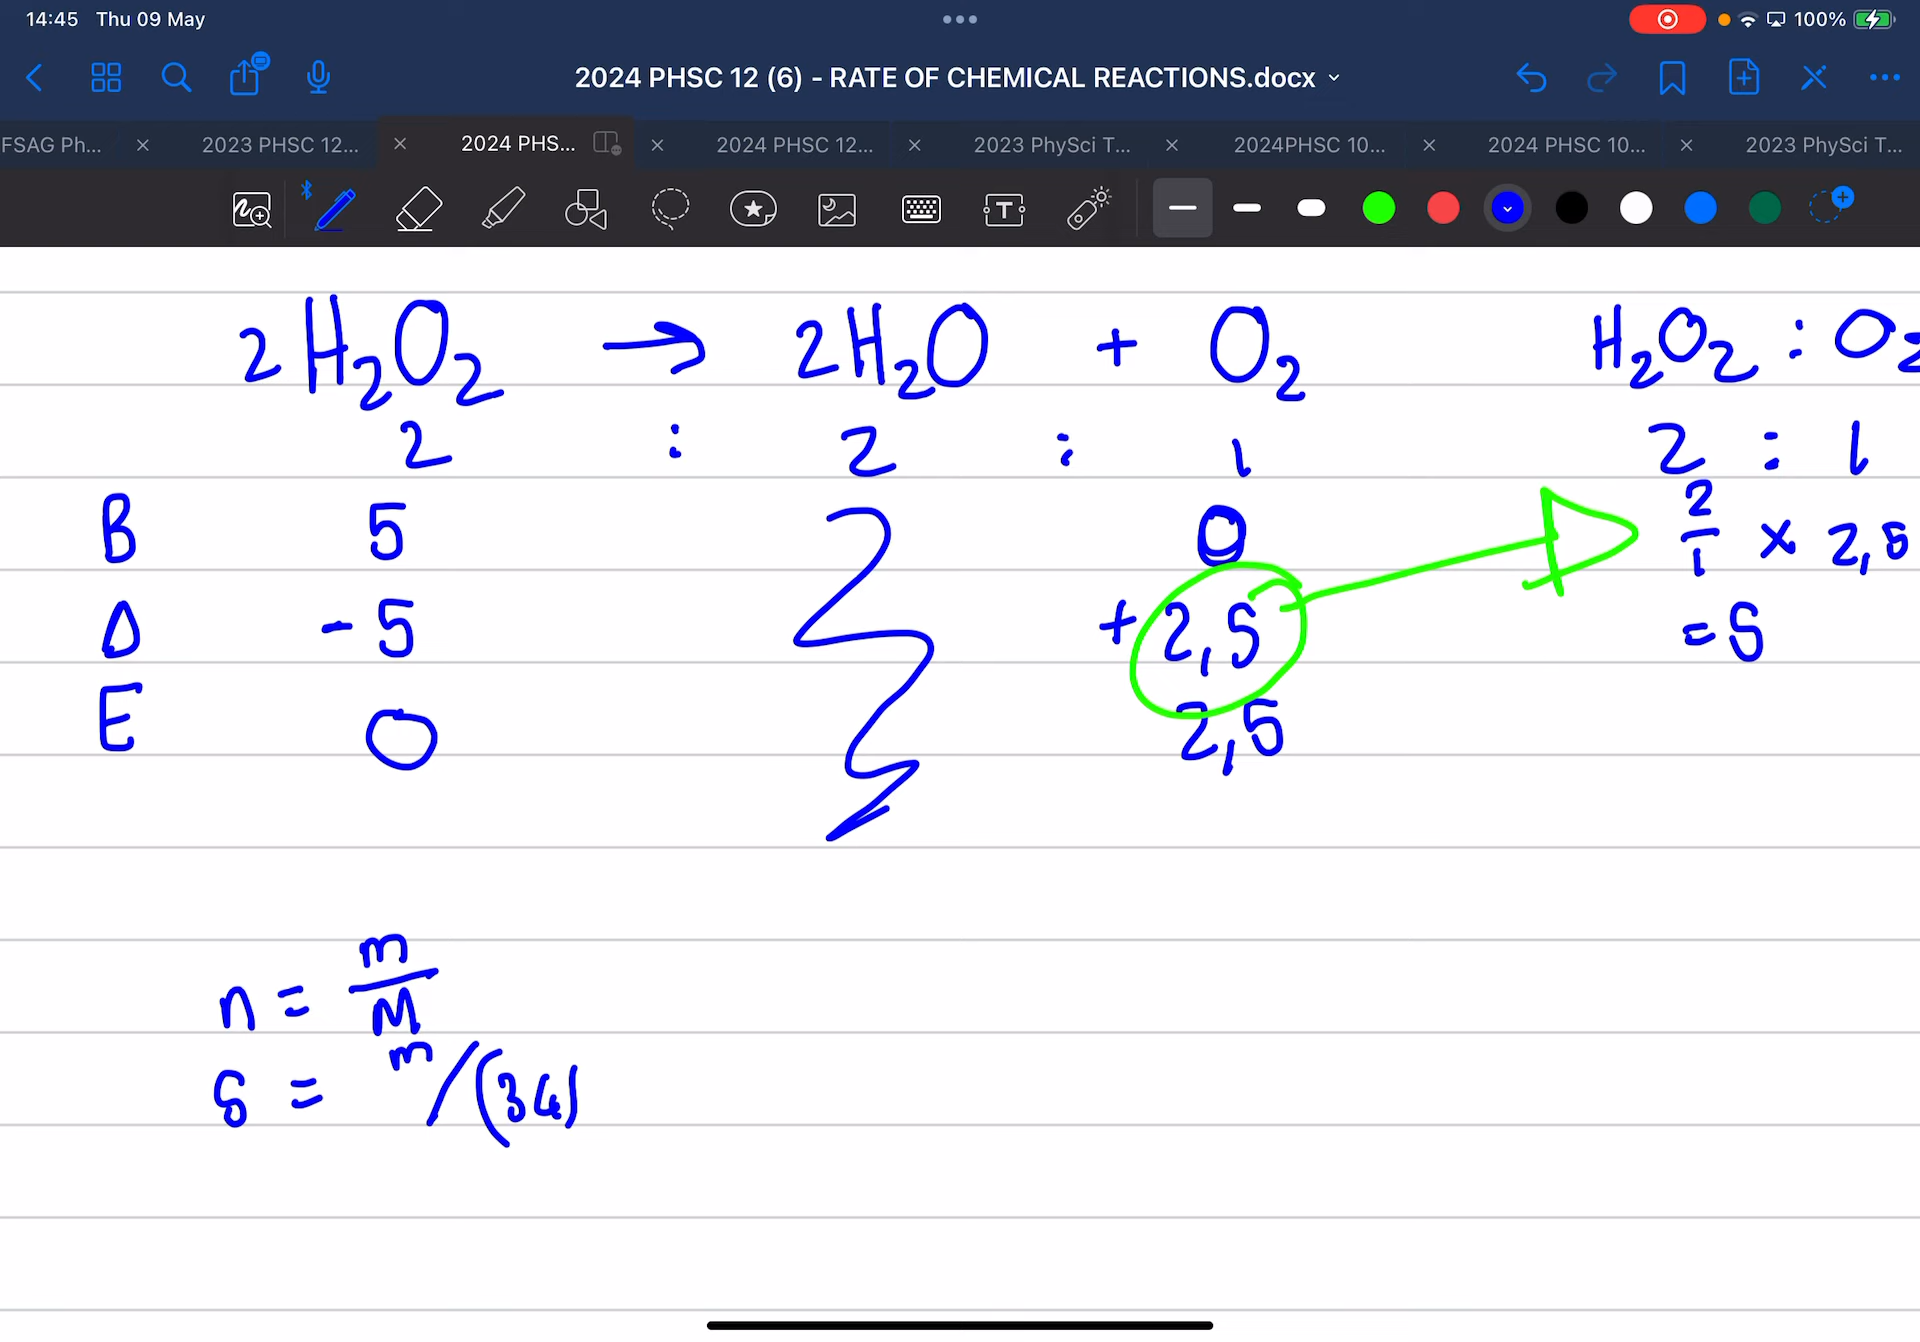 14:45 Thu 09 May
100%
2024 PHSC 12 (6) - RATE OF CHEMICAL REACTIONS.docx
FSAG Ph... 2023 PHSC 12... 2024 PHS... 2024 PHSC 12... 2023 PhySci T... 2024PHSC 10... 2024 PHSC 10... 2023 PhySci T...
2H₂O₂ → 2H₂O + O₂ H₂O₂ : O₂
2 : 2 : 1 2 : 1
B 5 0 2/1 × 2,5
Δ -5 +2,5 = 5
E 0 2,5
n = m/M
5 = m/(34)